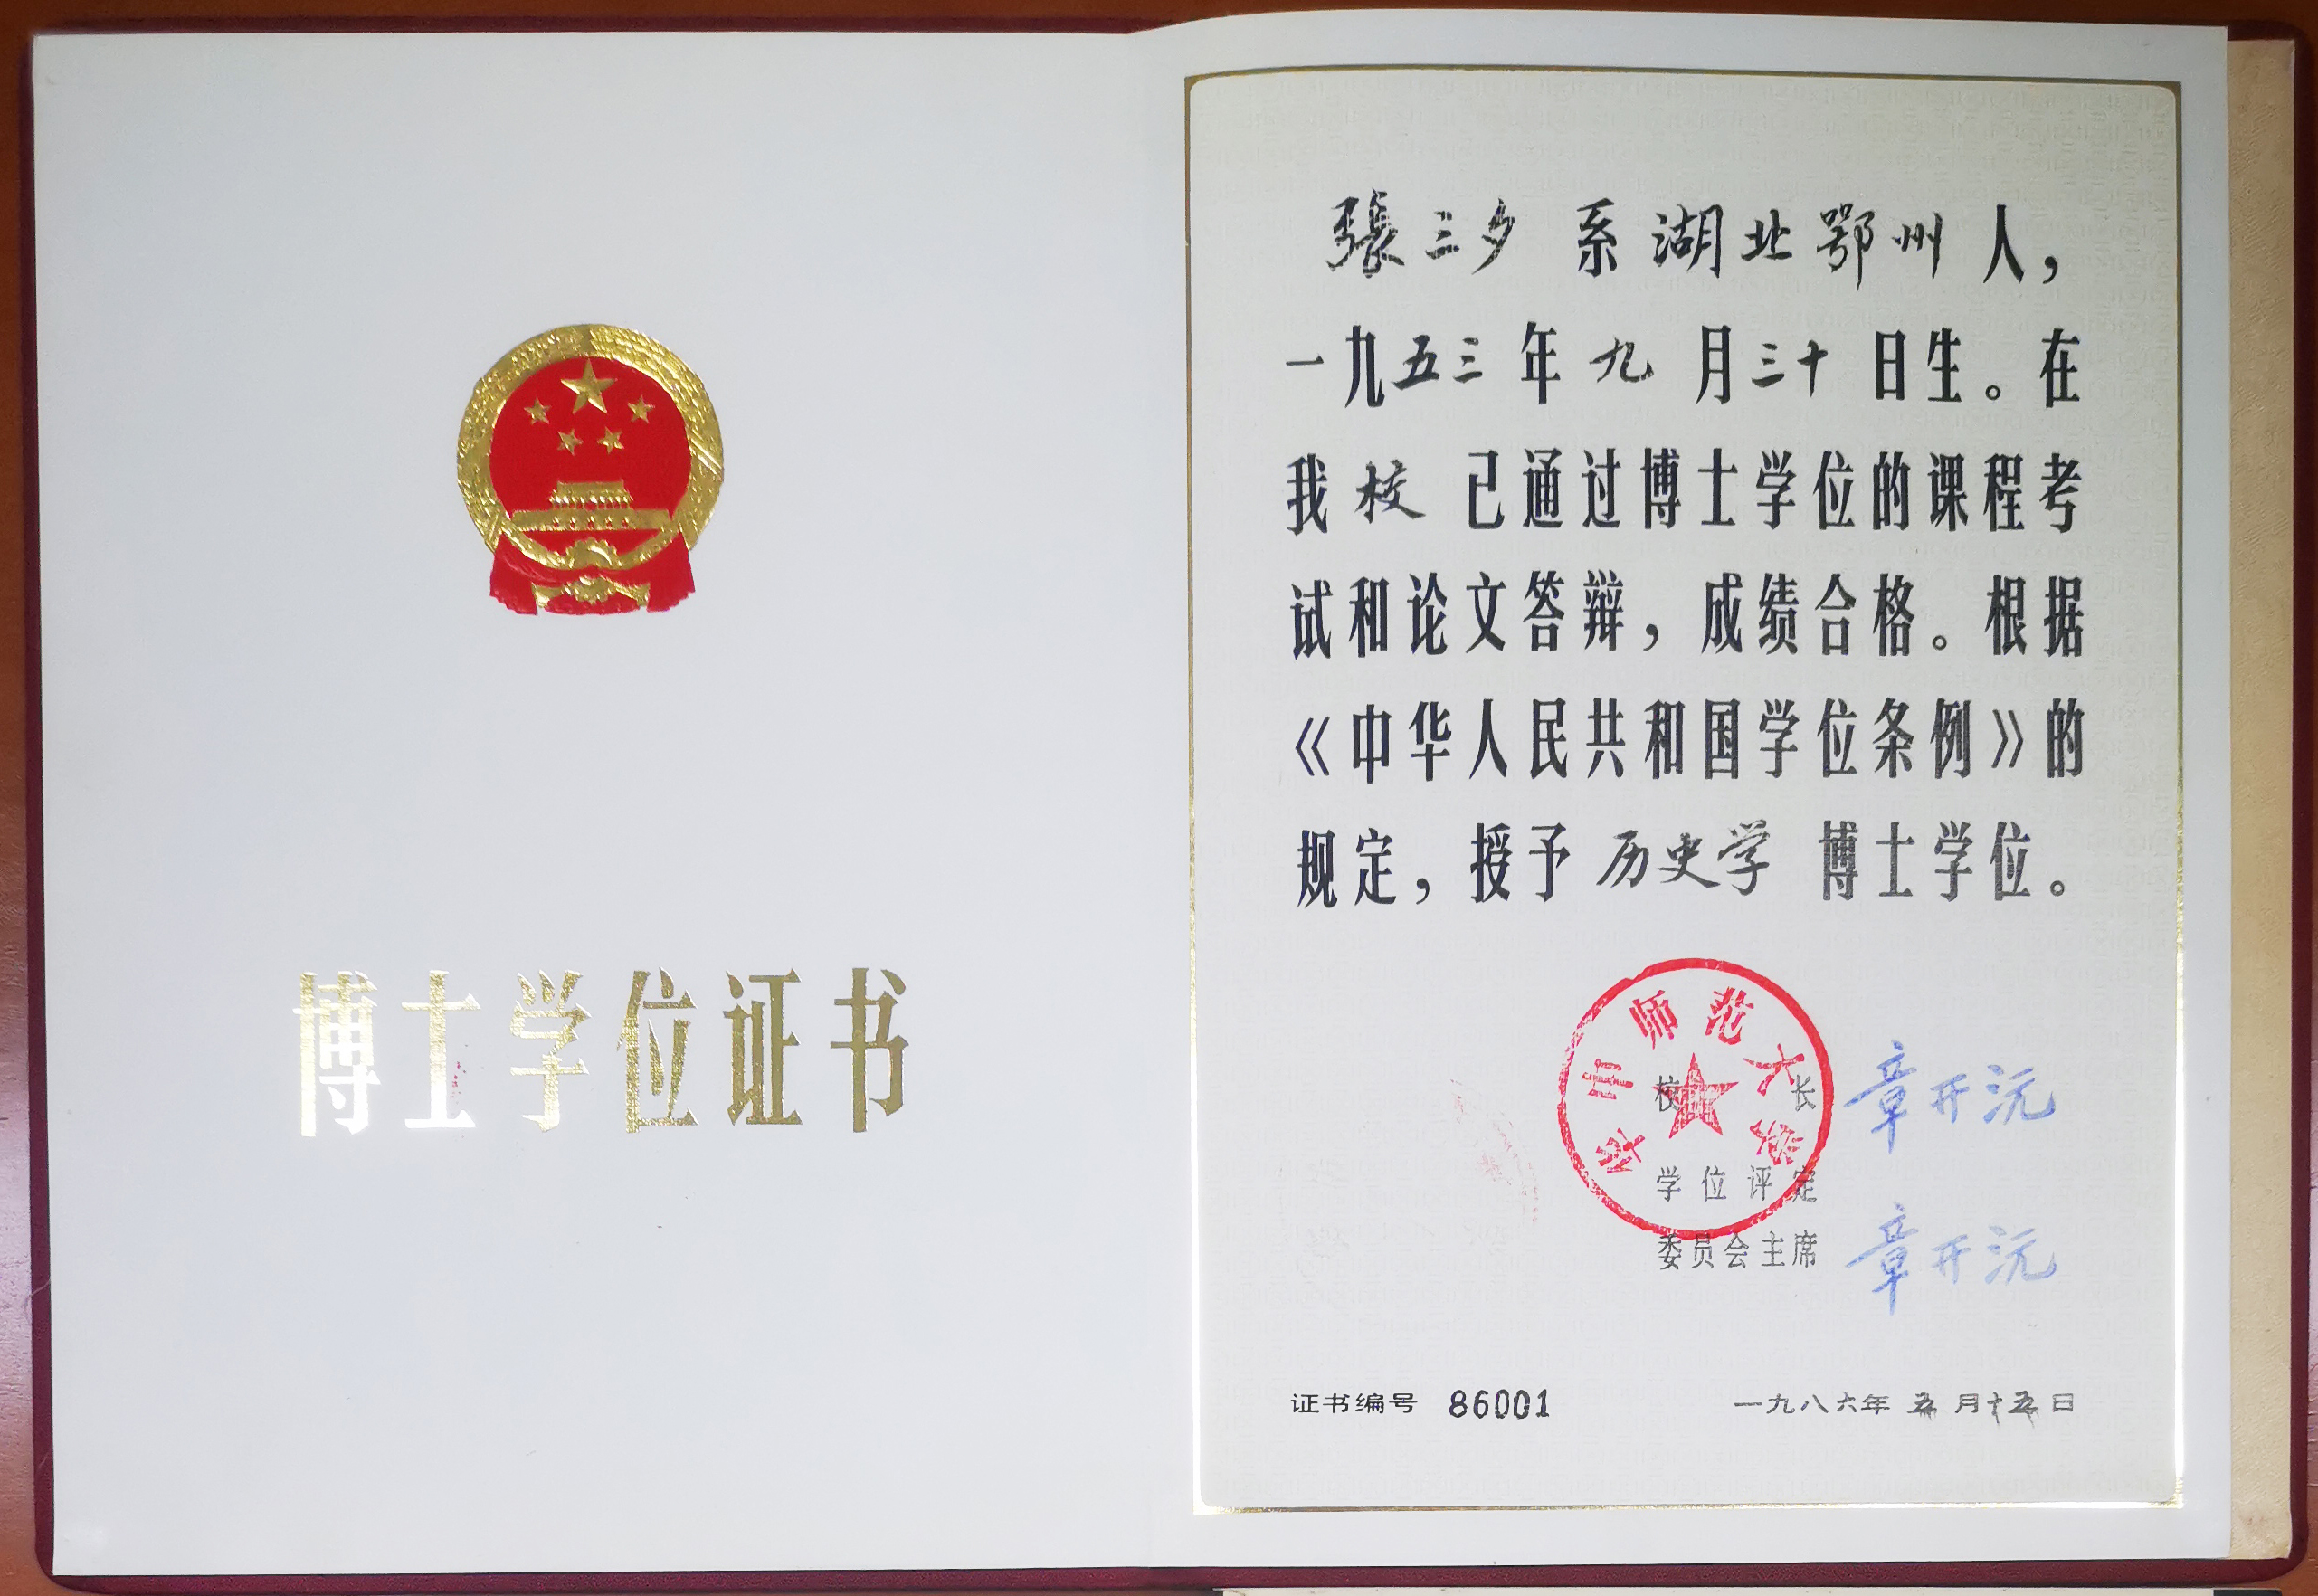 博士学位证书
張三夕 系 湖北鄂州 人，
一九五三年九月三十日生。在
我校已通过博士学位的课程考
试和论文答辩，成绩合格。根据
《中华人民共和国学位条例》的
规定，授予 历史学 博士学位。
华中师范大学
校长 章开沅
学位评定
委员会主席 章开沅
证书编号 86001 一九八六年五月十五日